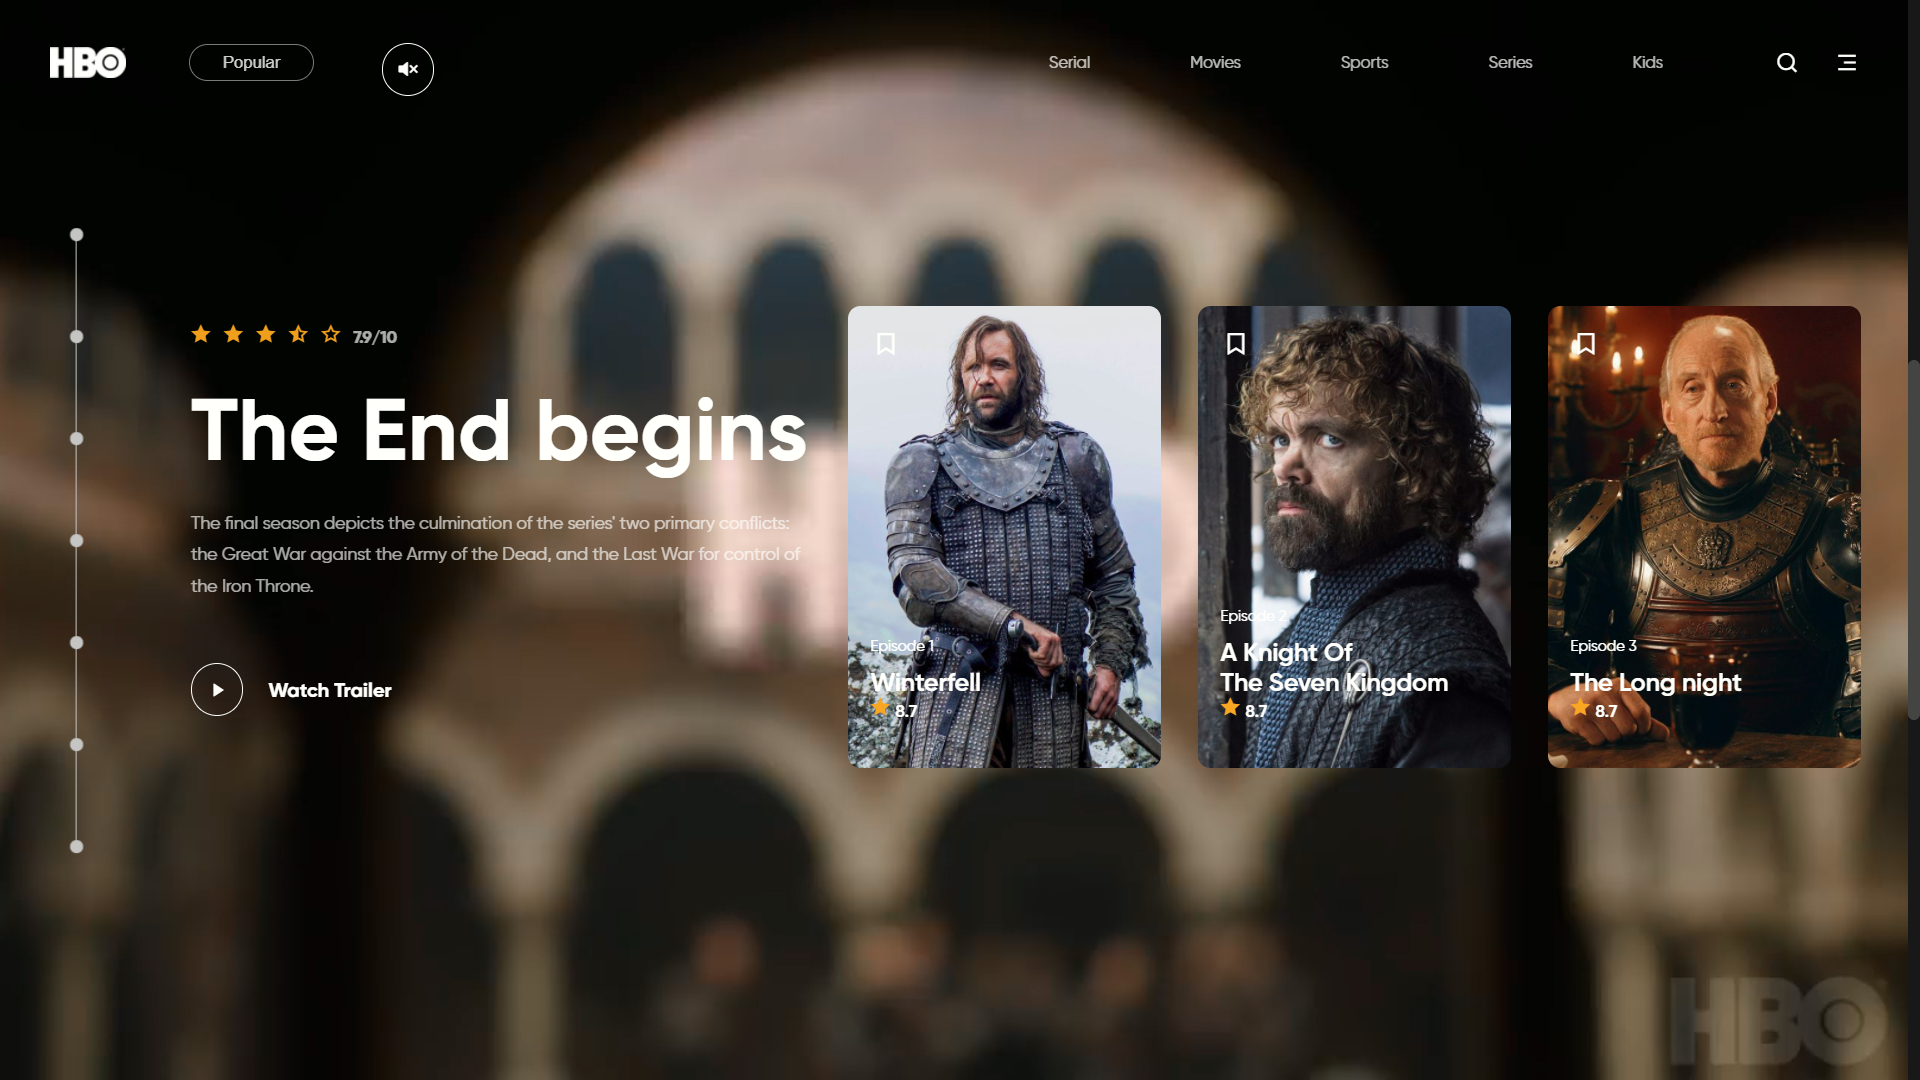 HBO
Popular
Serial
Movies
Sports
Series
Kids
7.9/10
The End begins
The final season depicts the culmination of the series' two primary conflicts:
the Great War against the Army of the Dead, and the Last War for control of
the Iron Throne.
Watch Trailer
Episode 1
Winterfell
8.7
Episode 2
A Knight Of
The Seven Kingdom
8.7
Episode 3
The Long night
8.7
HBO